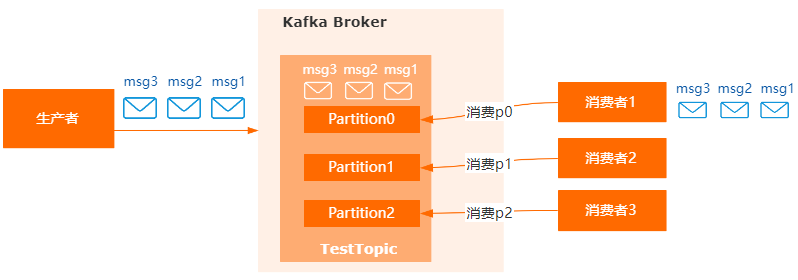 Kafka Broker
msg3 msg2 msg1
生产者
msg3 msg2 msg1
Partition0
Partition1
Partition2
TestTopic
消费p0
消费p1
消费p2
消费者1
消费者2
消费者3
msg3 msg2 msg1